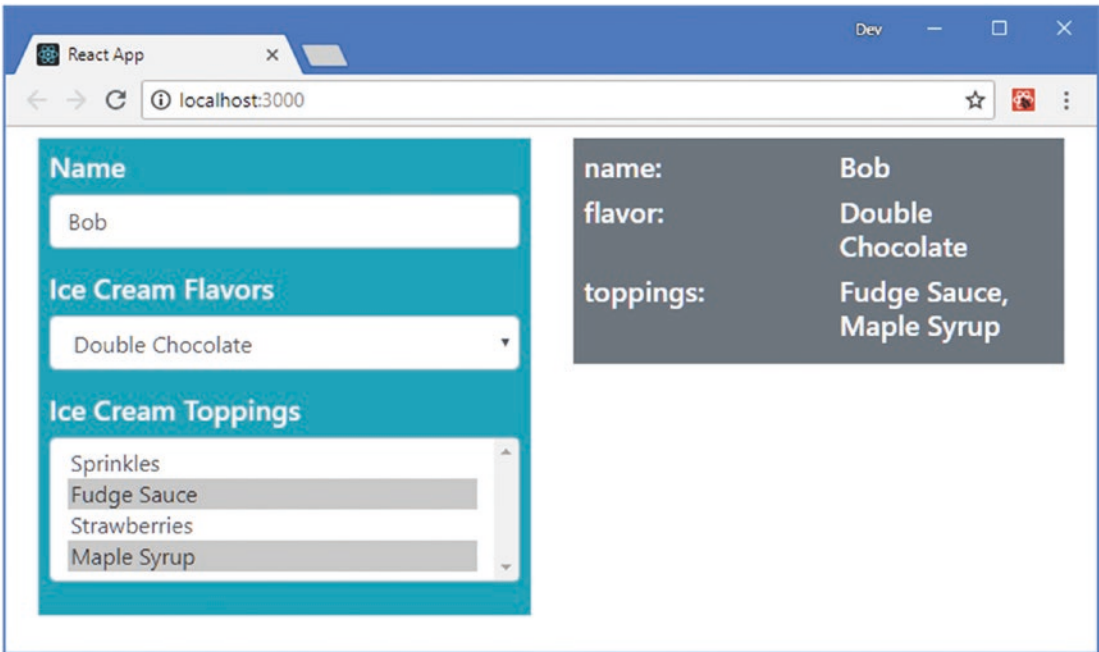 Dev
React App
localhost:3000
Name
Bob
Ice Cream Flavors
Double Chocolate
Ice Cream Toppings
Sprinkles
Fudge Sauce
Strawberries
Maple Syrup
name: Bob
flavor: Double
Chocolate
toppings: Fudge Sauce,
Maple Syrup